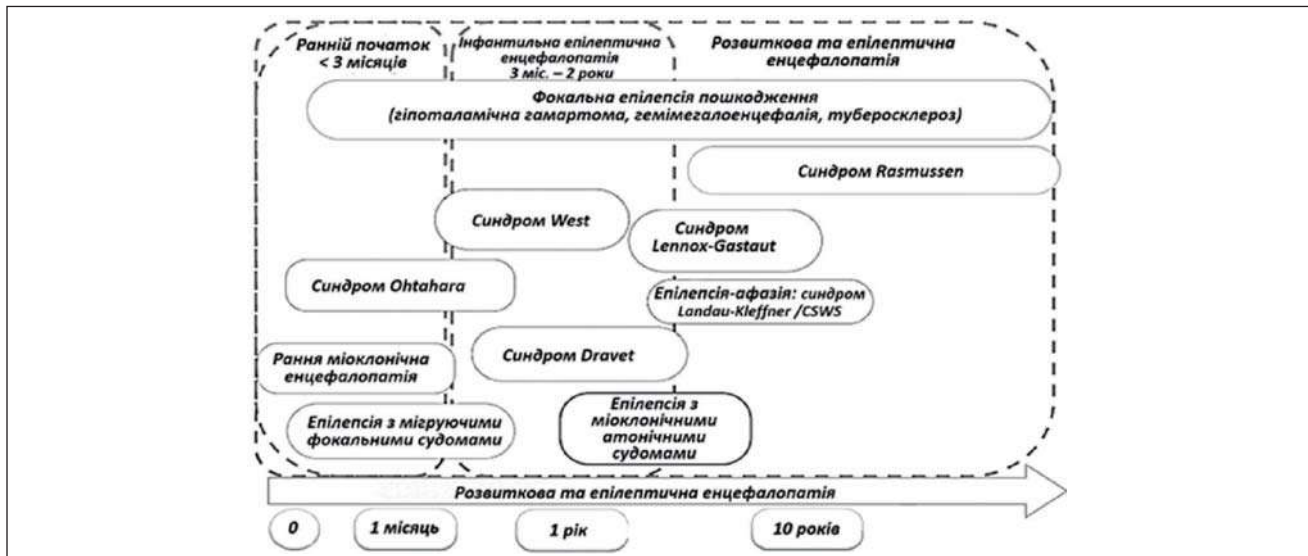 Ранній початок
< 3 місяців
Інфантильна епілептична
енцефалопатія
3 міс. – 2 роки
Розвиткова та епілептична
енцефалопатія
Фокальна епілепсія пошкодження
(гіпоталамічна гамартома, гемімегалоенцефалія, туберосклероз)
Синдром Rasmussen
Синдром West
Синдром
Lennox-Gastaut
Синдром Ohtahara
Епілепсія-афазія: синдром
Landau-Kleffner /CSWS
Синдром Dravet
Рання міоклонічна
енцефалопатія
Епілепсія з мігруючими
фокальними судомами
Епілепсія з
міоклонічними
атонічними
судомами
Розвиткова та епілептична енцефалопатія
0
1 місяць
1 рік
10 років